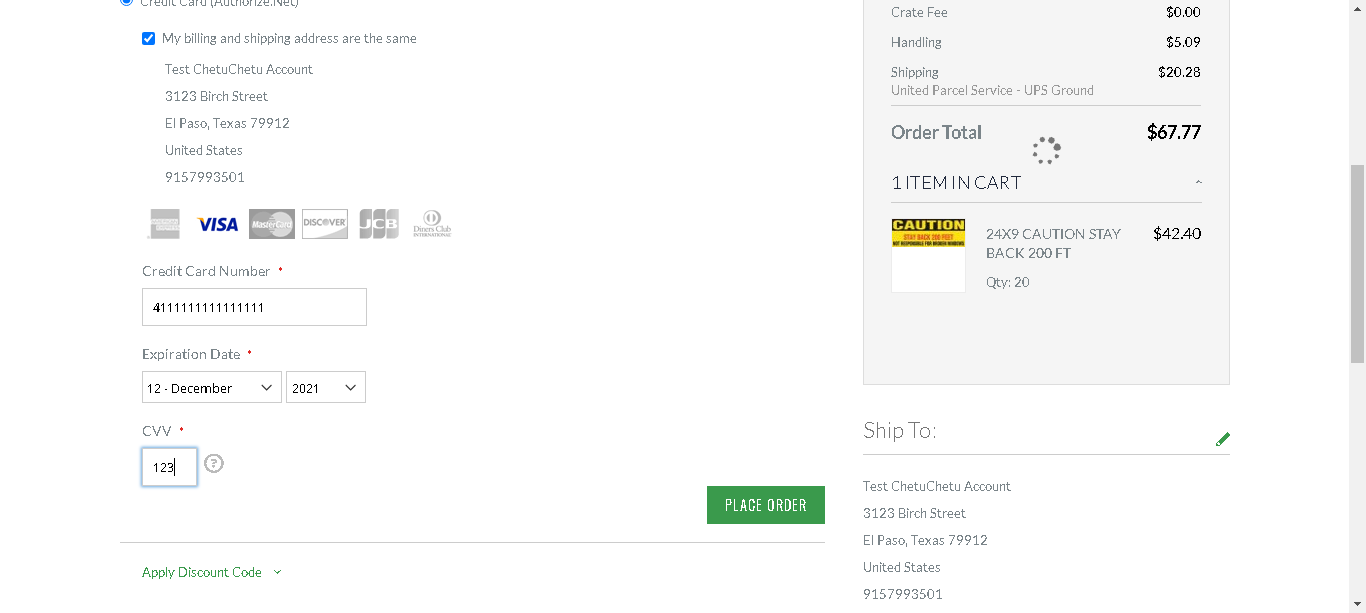 Credit Card (Authorize.Net)
My billing and shipping address are the same
Test ChetuChetu Account
3123 Birch Street
El Paso, Texas 79912
United States
9157993501
VISA
MasterCard
DISCOVER
JCB
Diners Club
INTERNATIONAL
Credit Card Number *
4111111111111111
Expiration Date *
12 - December
2021
CVV *
123
?
PLACE ORDER
Apply Discount Code
Crate Fee $0.00
Handling $5.09
Shipping $20.28
United Parcel Service - UPS Ground
Order Total $67.77
1 ITEM IN CART
CAUTION
STAY BACK 200 FEET
NOT RESPONSIBLE FOR BROKEN WINDOWS
24X9 CAUTION STAY $42.40
BACK 200 FT
Qty: 20
Ship To:
Test ChetuChetu Account
3123 Birch Street
El Paso, Texas 79912
United States
9157993501